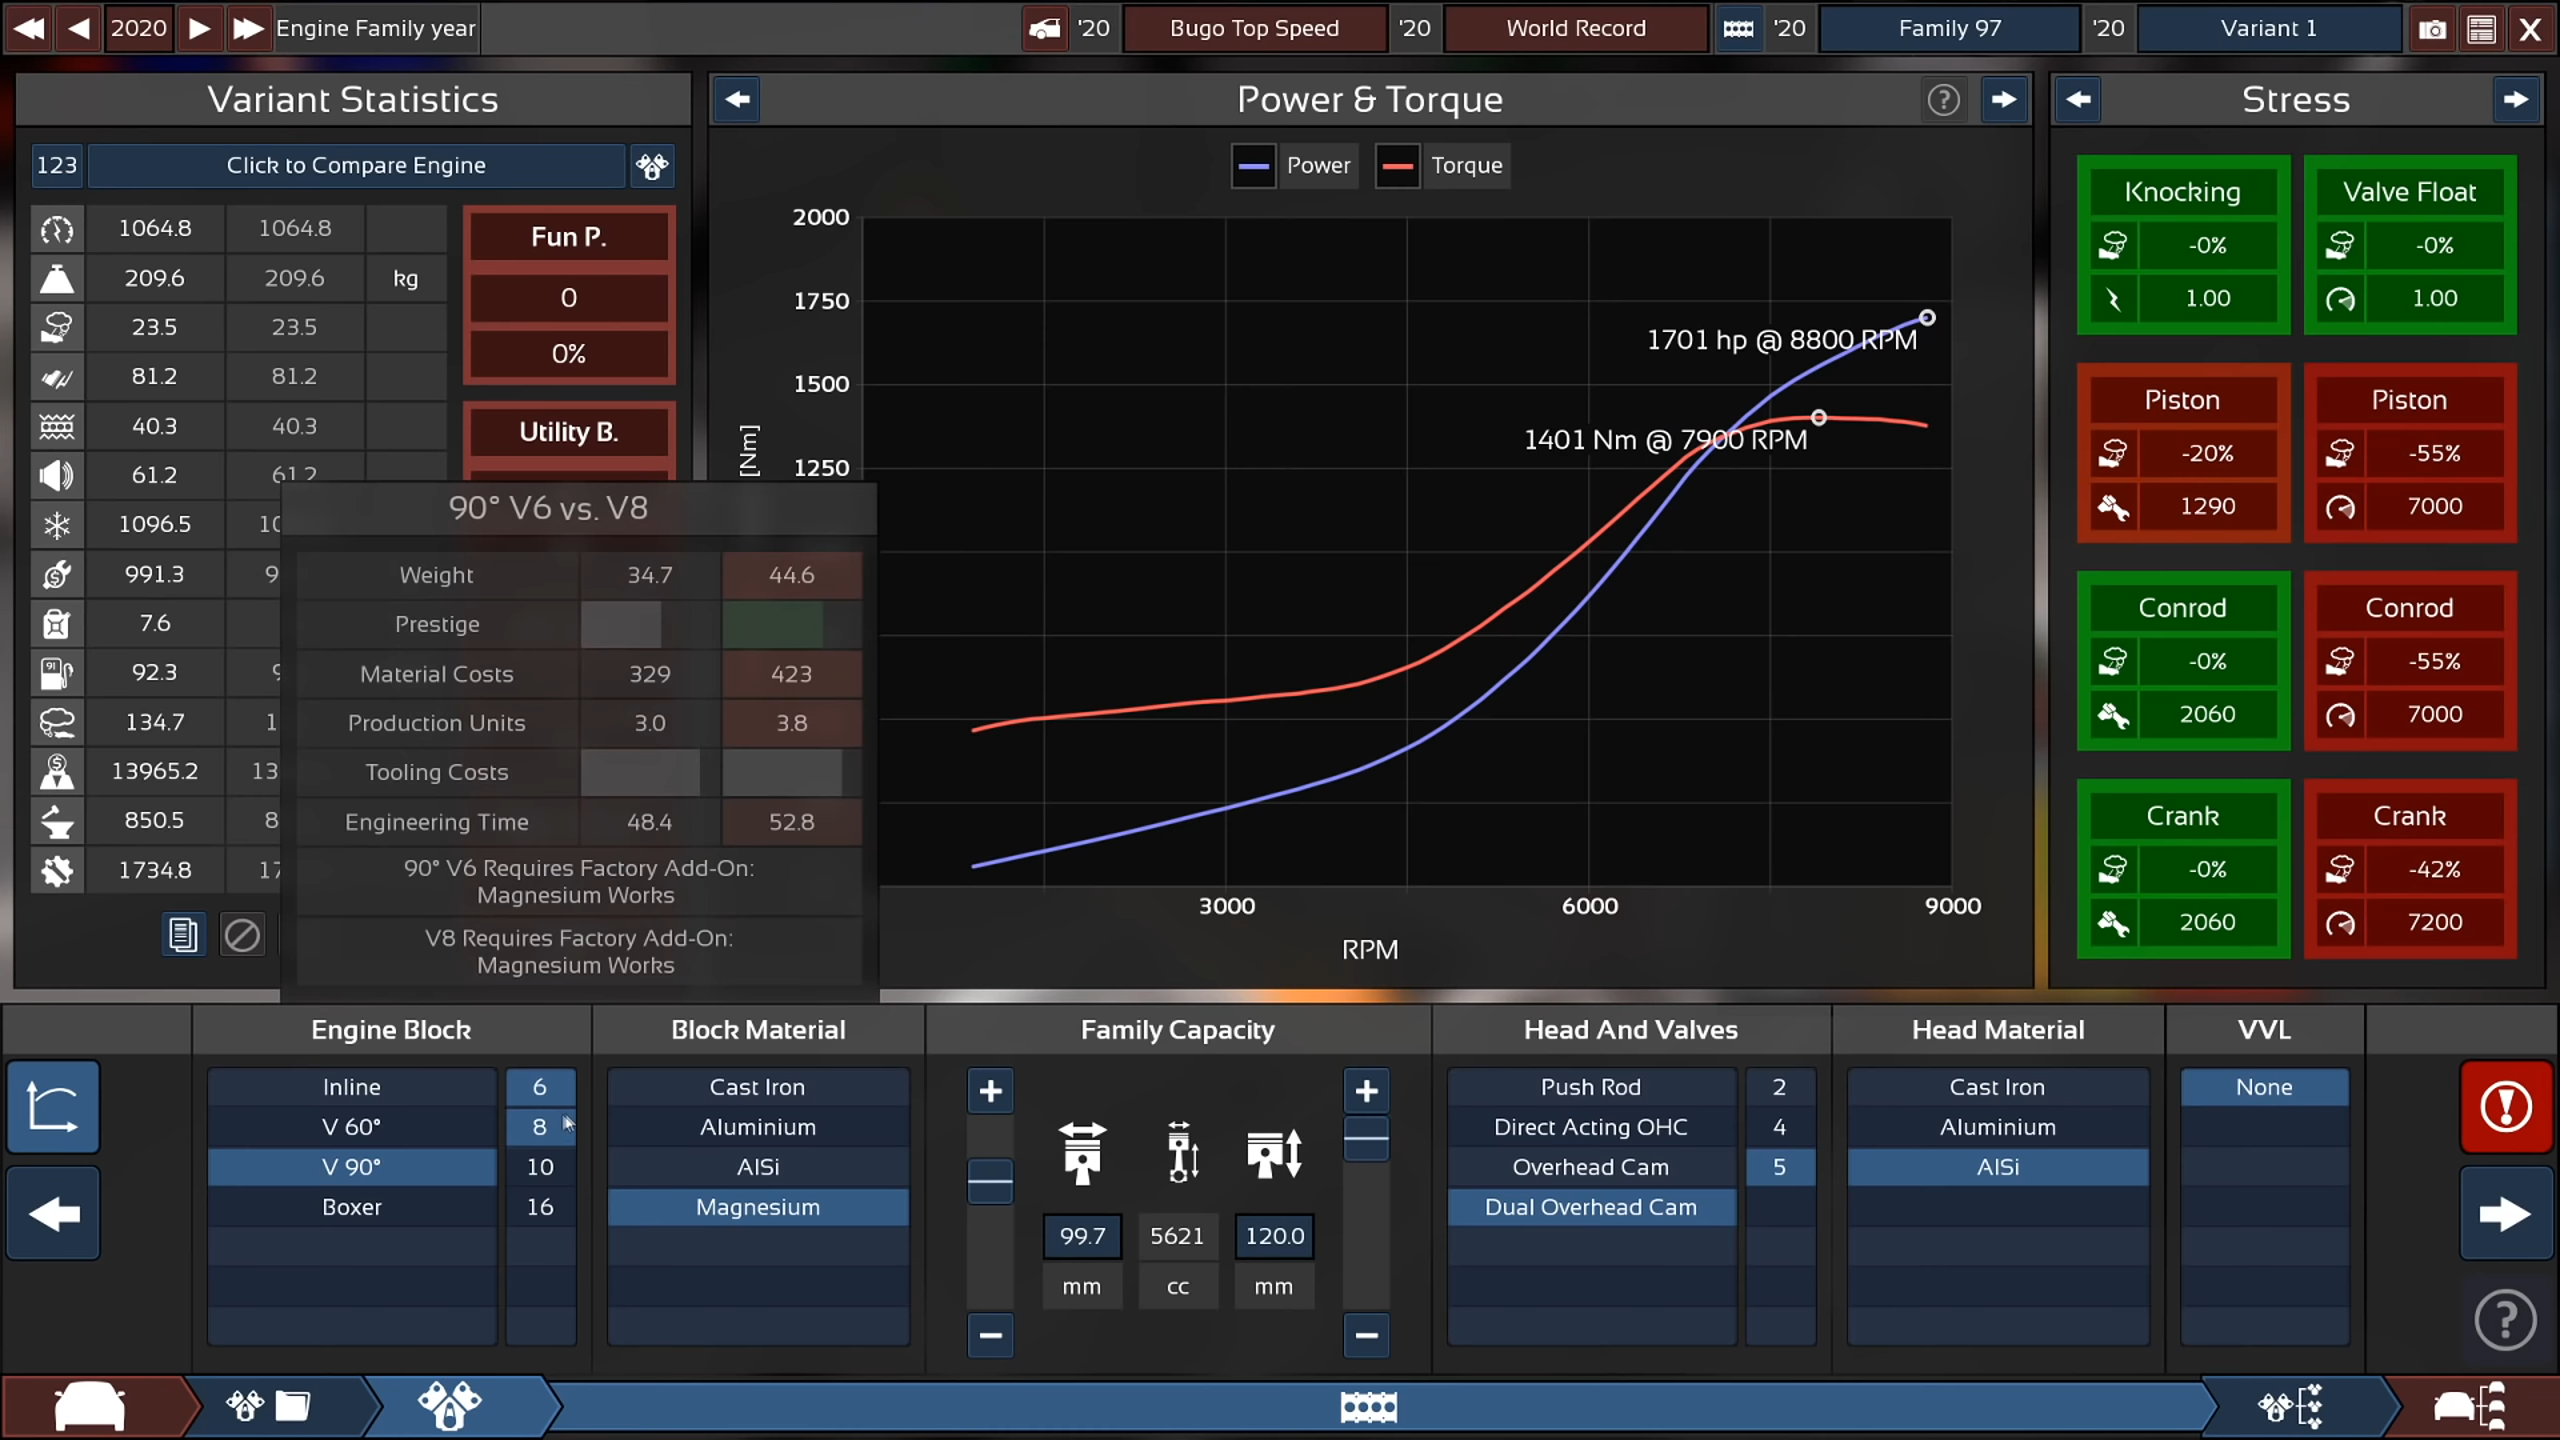 2020
Engine Family year
'20
Bugo Top Speed
'20
World Record
'20
Family 97
'20
Variant 1
X
Variant Statistics
123
Click to Compare Engine
1064.8 1064.8
209.6 209.6 kg
23.5 23.5
81.2 81.2
40.3 40.3
61.2 61.2
1096.5 10
991.3 9
7.6
92.3 9
134.7 1
13965.2 13
850.5 8
1734.8 17
Fun P.
0
0%
Utility B.
90° V6 vs. V8
Weight 34.7 44.6
Prestige
Material Costs 329 423
Production Units 3.0 3.8
Tooling Costs
Engineering Time 48.4 52.8
90° V6 Requires Factory Add-On:
Magnesium Works
V8 Requires Factory Add-On:
Magnesium Works
Power & Torque
?
Power Torque
2000
1750
1500
1250
[Nm]
1701 hp @ 8800 RPM
1401 Nm @ 7900 RPM
3000 6000 9000
RPM
Stress
Knocking
-0%
1.00
Valve Float
-0%
1.00
Piston
-20%
1290
Piston
-55%
7000
Conrod
-0%
2060
Conrod
-55%
7000
Crank
-0%
2060
Crank
-42%
7200
Engine Block
Inline
V 60°
V 90°
Boxer
6
8
10
16
Block Material
Cast Iron
Aluminium
AlSi
Magnesium
Family Capacity
+
+
99.7 5621 120.0
mm cc mm
−
−
Head And Valves
Push Rod
Direct Acting OHC
Overhead Cam
Dual Overhead Cam
2
4
5
Head Material
Cast Iron
Aluminium
AlSi
VVL
None
!
?